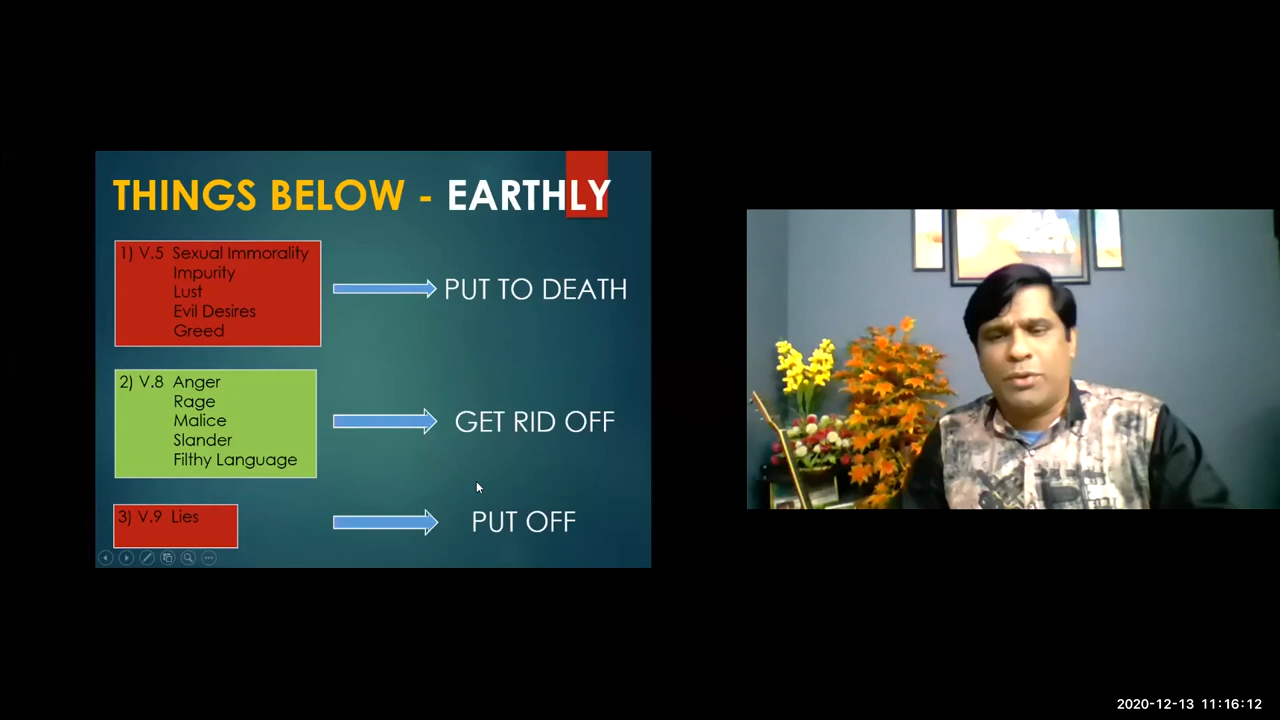 THINGS BELOW - EARTHLY
1) V.5 Sexual Immorality
Impurity
Lust
Evil Desires
Greed
PUT TO DEATH
2) V.8 Anger
Rage
Malice
Slander
Filthy Language
GET RID OFF
3) V.9 Lies
PUT OFF
2020-12-13 11:16:12